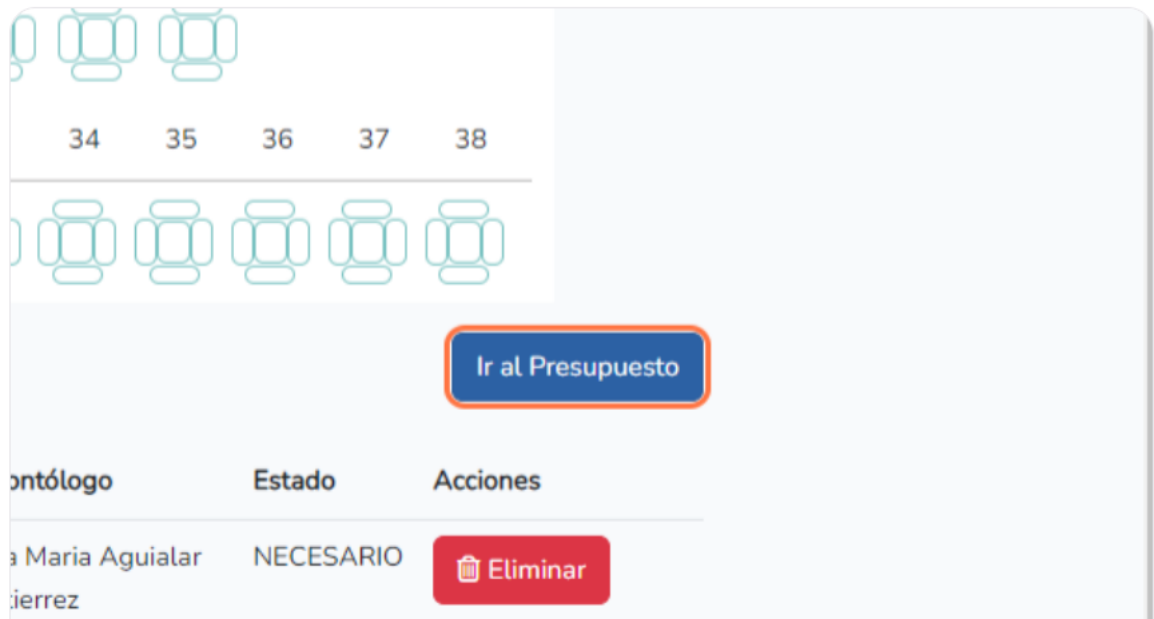 34 35 36 37 38
Ir al Presupuesto
ontólogo Estado Acciones
a Maria Aguialar NECESARIO Eliminar
tierrez